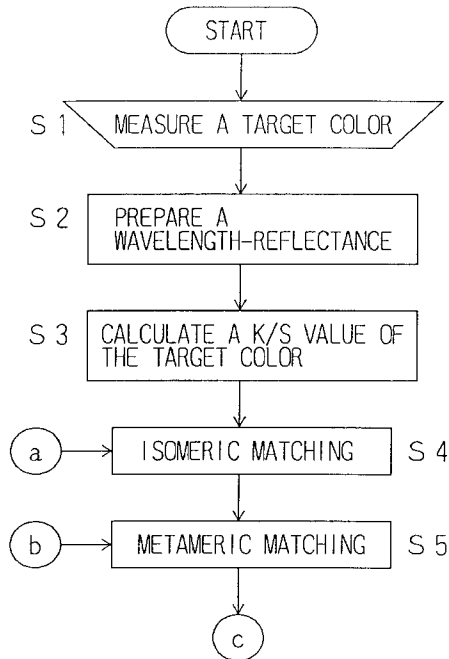 START
S 1 MEASURE A TARGET COLOR
S 2 PREPARE A
WAVELENGTH-REFLECTANCE
S 3 CALCULATE A K/S VALUE OF
THE TARGET COLOR
a ISOMERIC MATCHING S 4
b METAMERIC MATCHING S 5
c